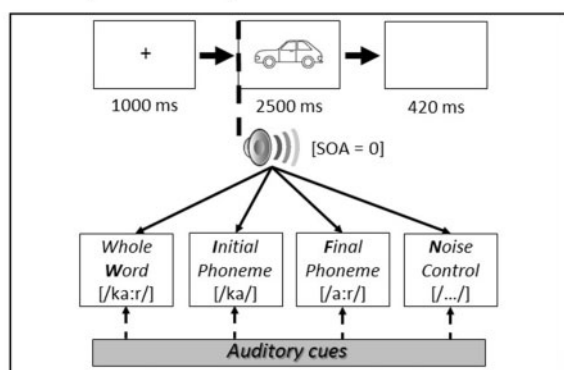 +
1000 ms
2500 ms
420 ms
[SOA = 0]
Whole
Word
[/ka:r/]
Initial
Phoneme
[/ka/]
Final
Phoneme
[/a:r/]
Noise
Control
[/.../]
Auditory cues